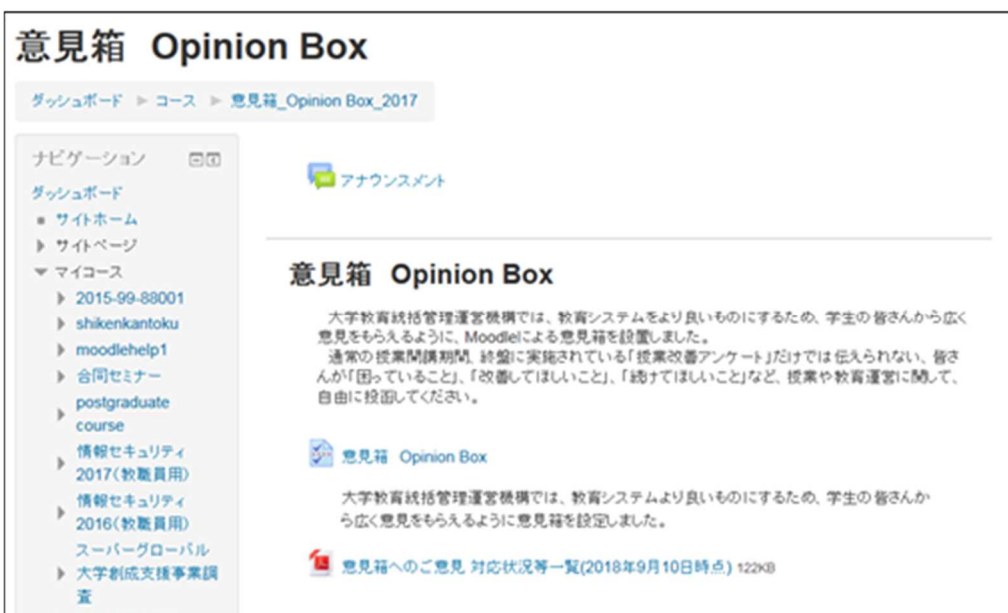 意見箱 Opinion Box
ダッシュボード ▶ コース ▶ 意見箱_Opinion Box_2017
ナビゲーション
ダッシュボード
サイトホーム
サイトページ
マイコース
2015-99-88001
shikenkantoku
moodlehelp1
合同セミナー
postgraduate
course
情報セキュリティ
2017(教職員用)
情報セキュリティ
2016(教職員用)
スーパーグローバル
大学創成支援事業調
査
アナウンスメント
意見箱 Opinion Box
大学教育統括管理運営機構では、教育システムをより良いものにするため、学生の皆さんから広く
意見をもらえるように、Moodleによる意見箱を設置しました。
通常の授業開講期間、終盤に実施されている「授業改善アンケート」だけでは伝えられない、皆さ
んが「困っていること」、「改善してほしいこと」、「続けてほしいこと」など、授業や教育運営に関して、
自由に投函してください。
意見箱 Opinion Box
大学教育統括管理運営機構では、教育システムより良いものにするため、学生の皆さんか
ら広く意見をもらえるように意見箱を設定しました。
意見箱へのご意見 対応状況等一覧(2018年9月10日時点) 122KB